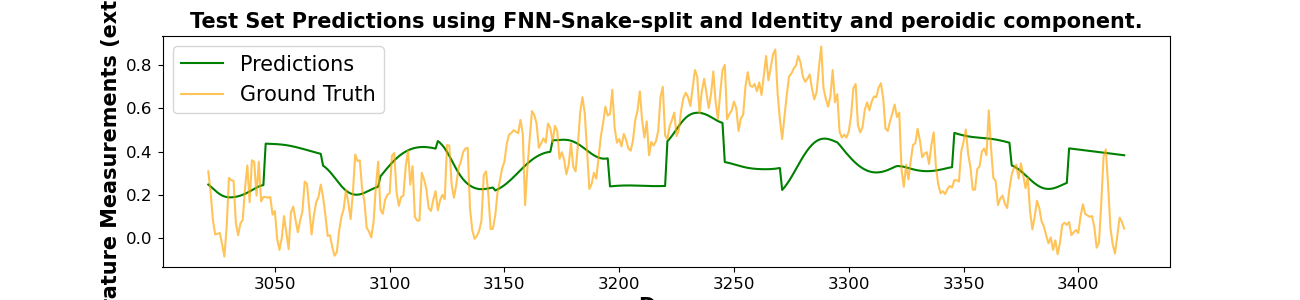 Test Set Predictions using FNN-Snake-split and Identity and peroidic component.
Predictions
Ground Truth
0.8
0.6
0.4
0.2
0.0
3050 3100 3150 3200 3250 3300 3350 3400
Measurements (ext